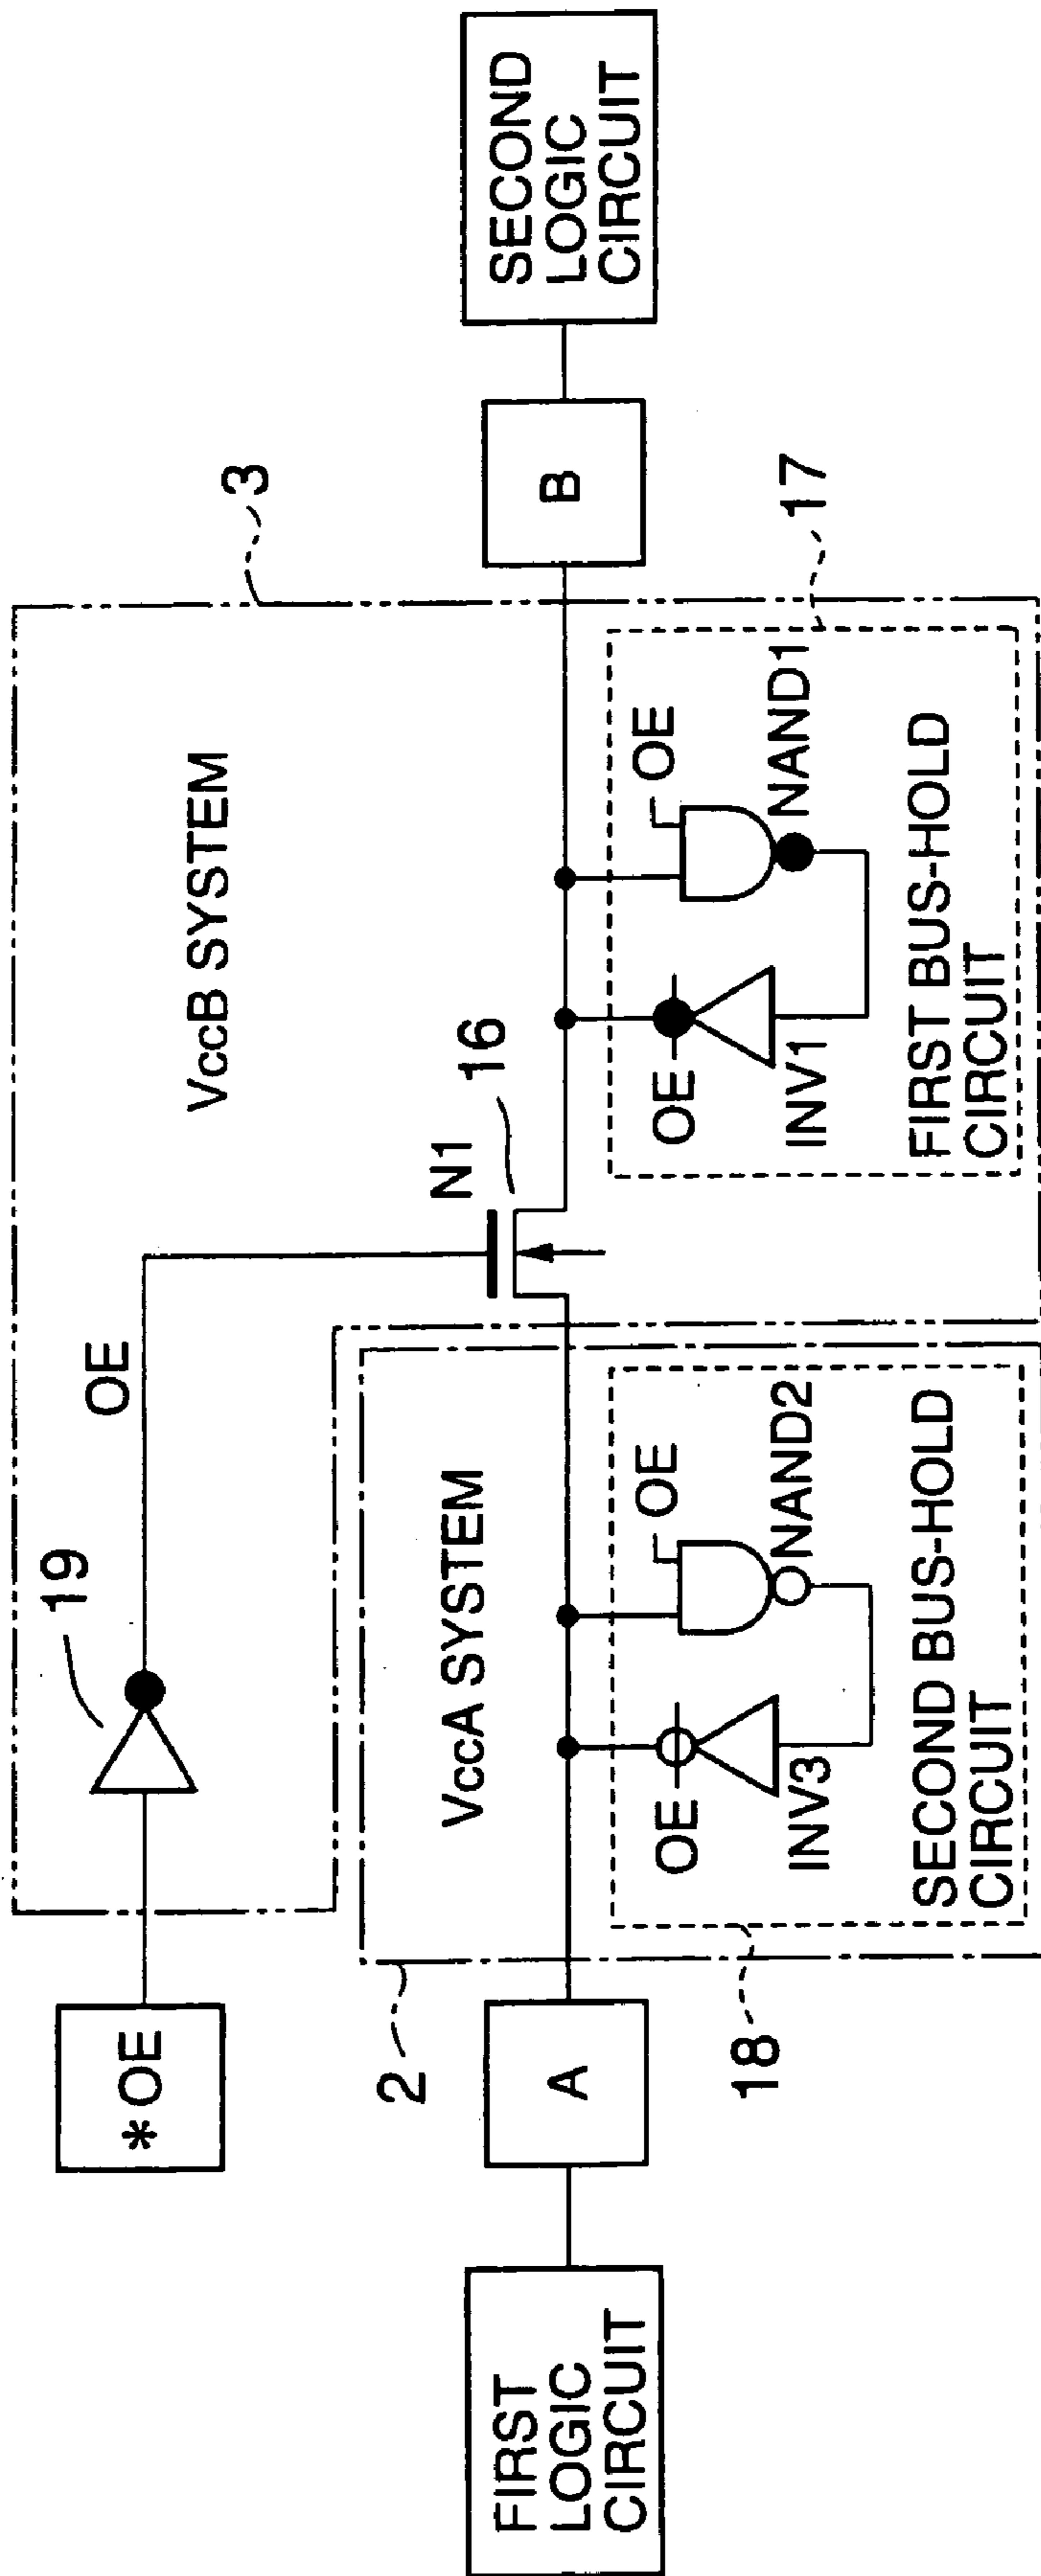 *OE
19
OE
VccB SYSTEM
3
N1
16
VccA SYSTEM
2
FIRST
LOGIC
CIRCUIT
A
B
SECOND
LOGIC
CIRCUIT
OE
OE
INV3
NAND2
SECOND BUS-HOLD
CIRCUIT
18
OE
OE
INV1
NAND1
FIRST BUS-HOLD
CIRCUIT
17